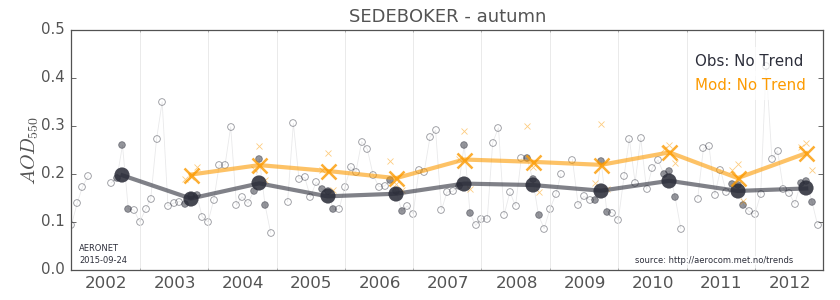 SEDEBOKER - autumn
0.5
0.4
0.3
0.2
0.1
0.0
AOD550
Obs: No Trend
Mod: No Trend
AERONET
2015-09-24
source: http://aerocom.met.no/trends
2002 2003 2004 2005 2006 2007 2008 2009 2010 2011 2012